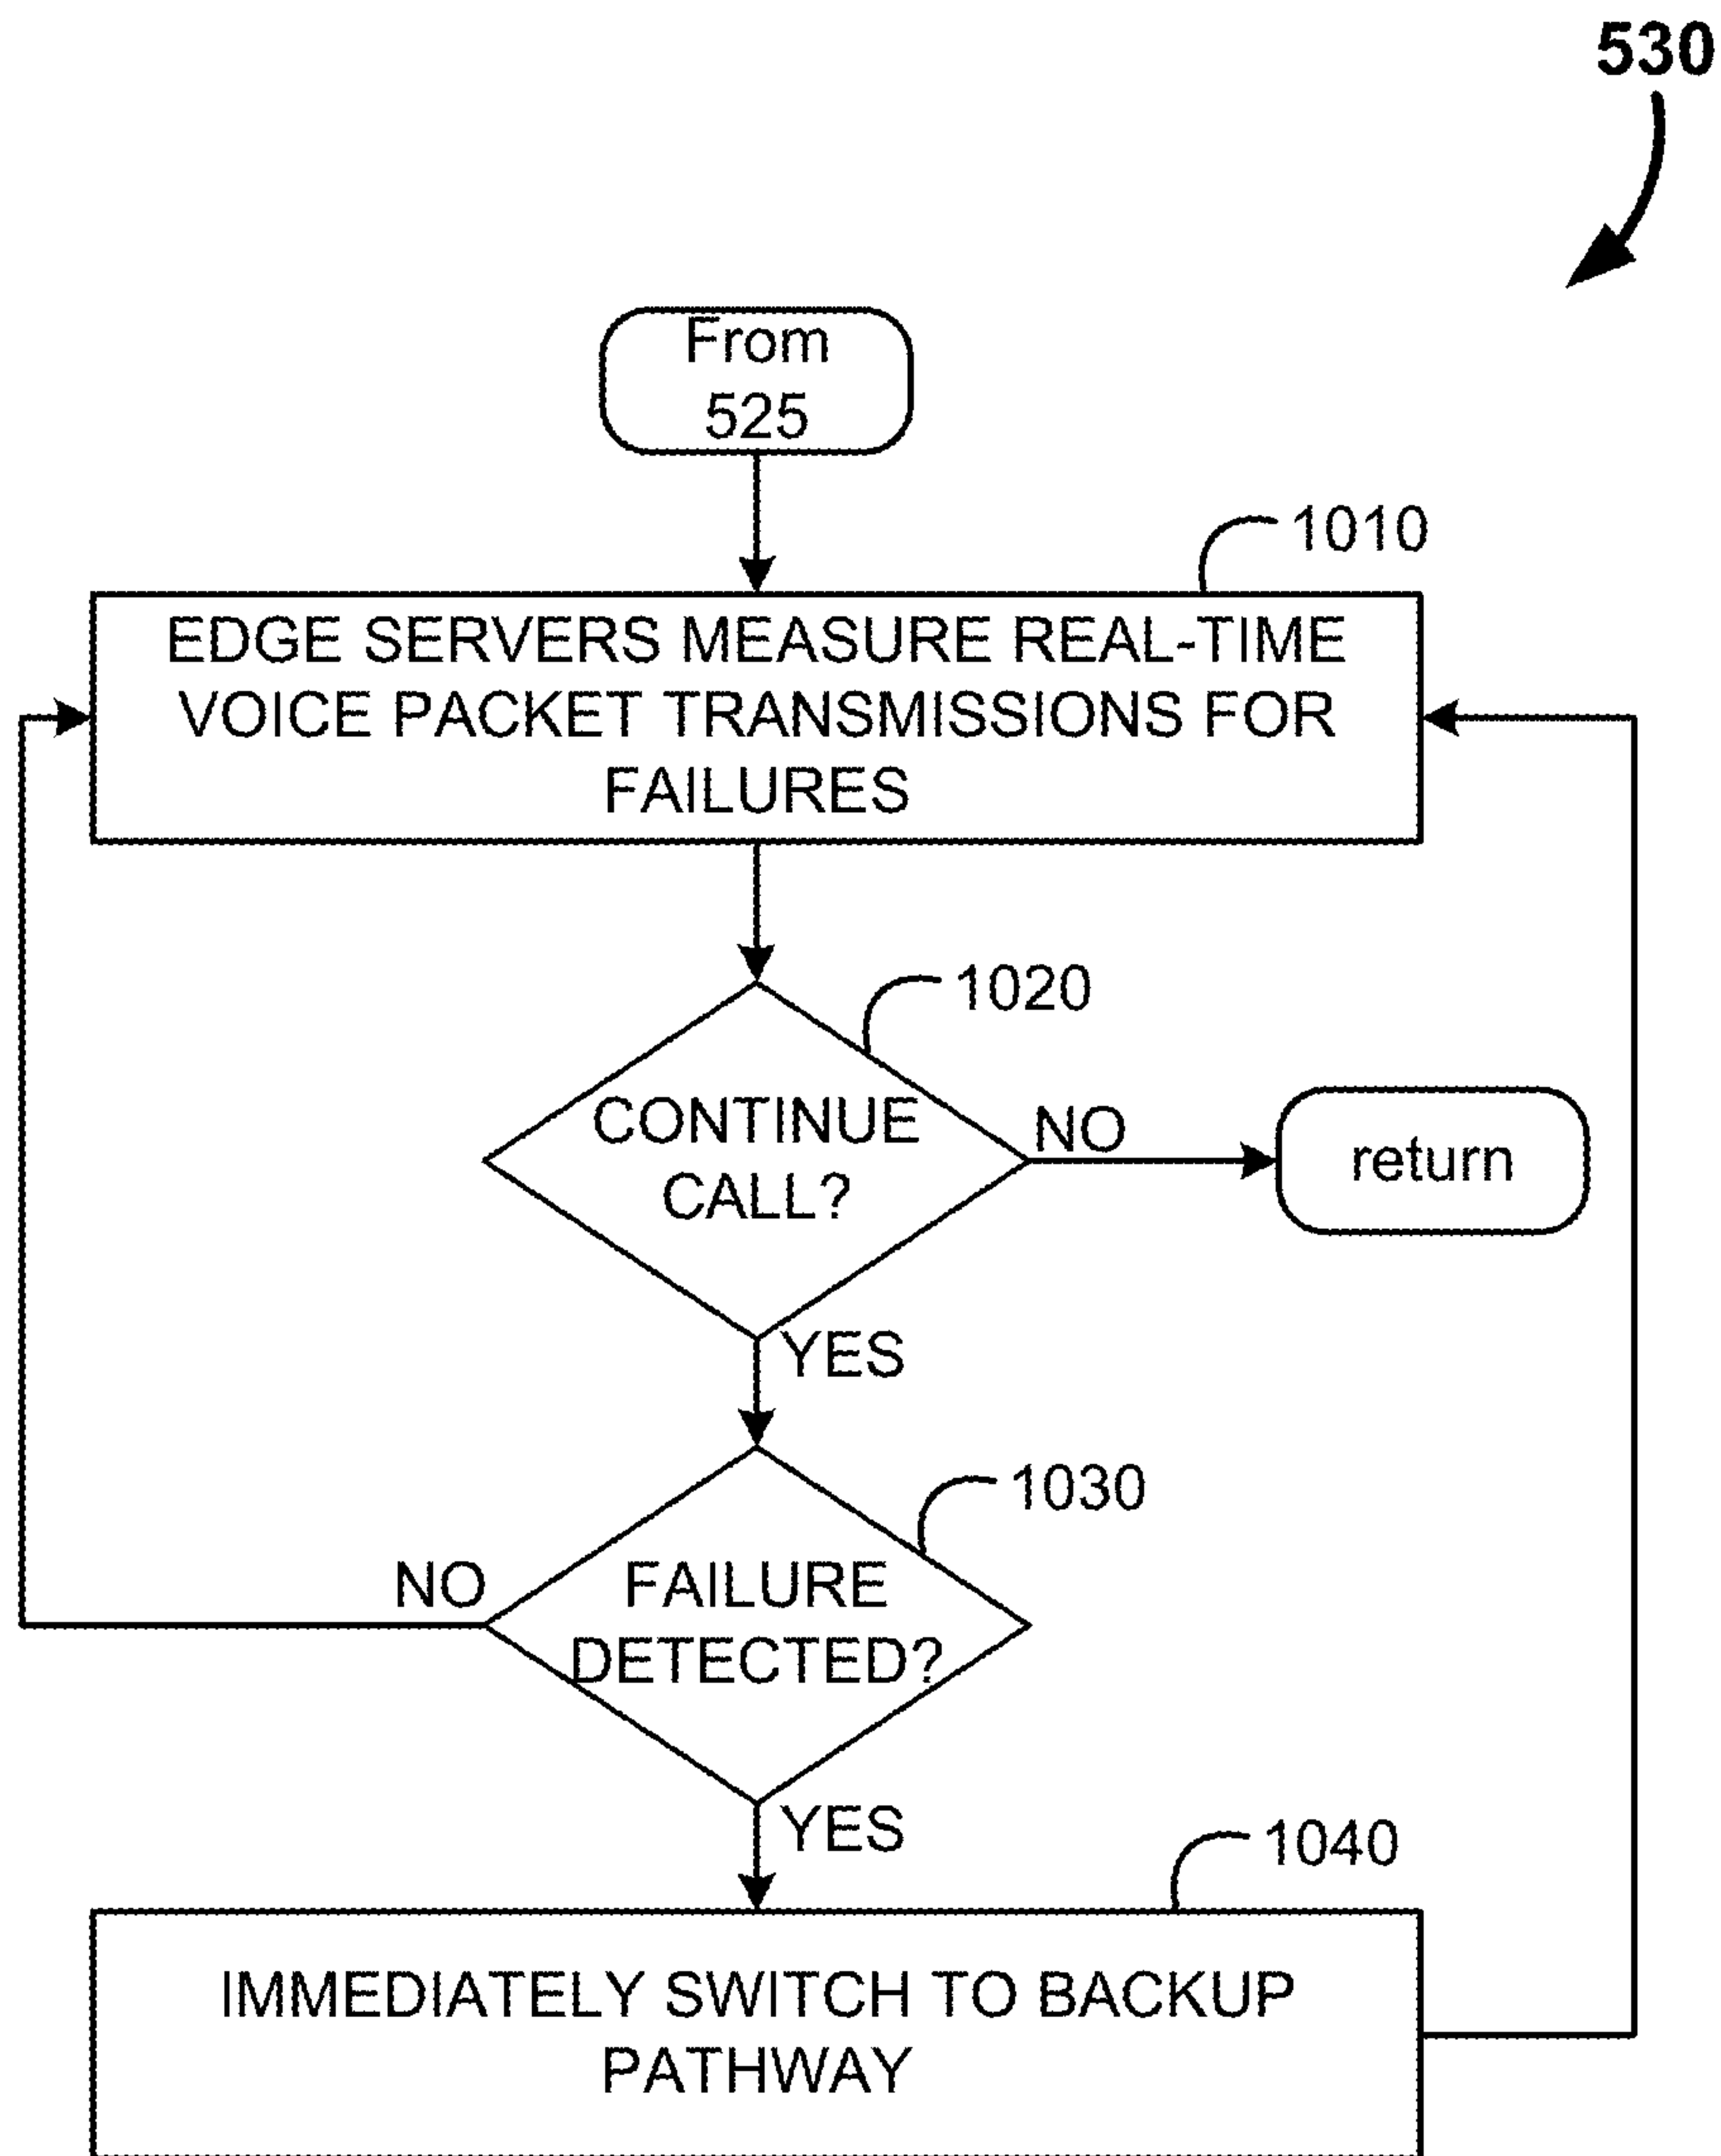 530
From
525
1010
EDGE SERVERS MEASURE REAL-TIME
VOICE PACKET TRANSMISSIONS FOR
FAILURES
1020
CONTINUE
CALL?
NO
return
YES
1030
NO
FAILURE
DETECTED?
YES
1040
IMMEDIATELY SWITCH TO BACKUP
PATHWAY